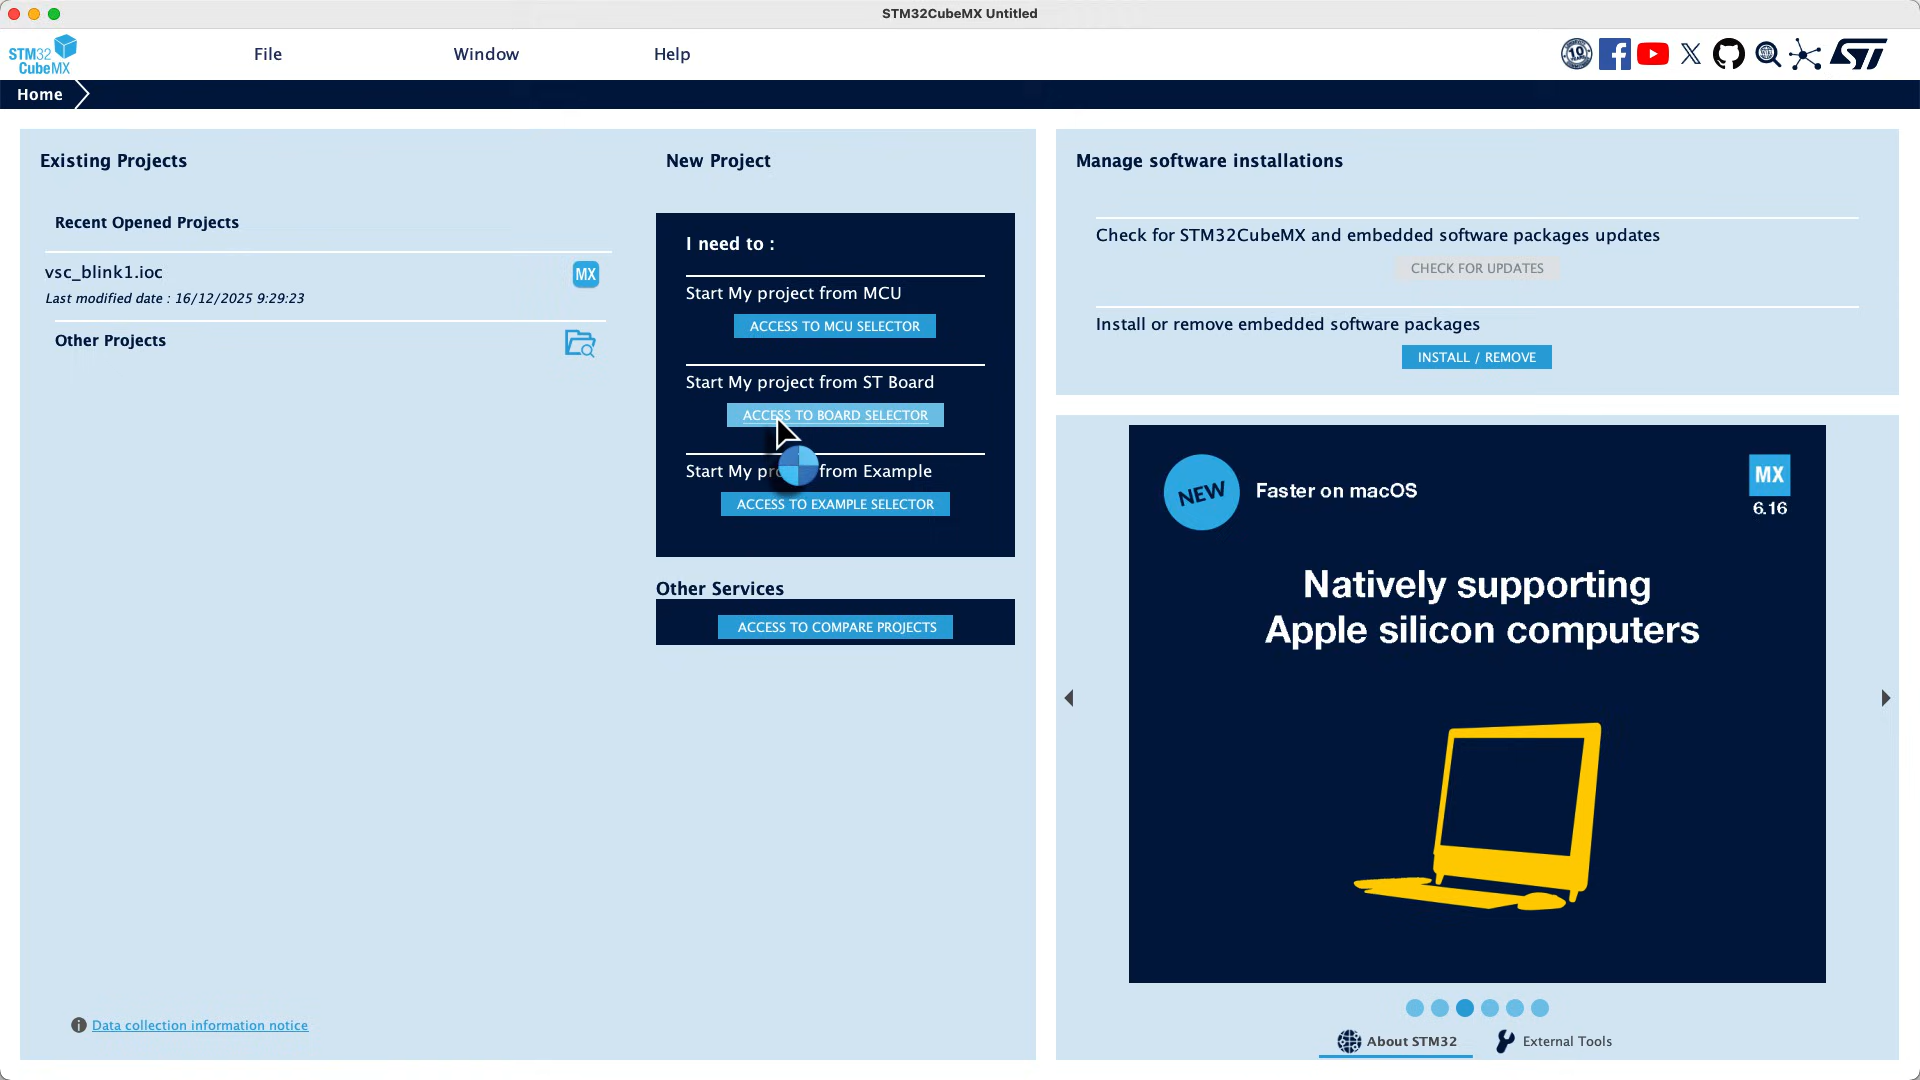 STM32CubeMX Untitled
STM32
CubeMX
File
Window
Help
10
Home
Existing Projects
Recent Opened Projects
vsc_blink1.ioc
MX
Last modified date : 16/12/2025 9:29:23
Other Projects
New Project
I need to :
Start My project from MCU
ACCESS TO MCU SELECTOR
Start My project from ST Board
ACCESS TO BOARD SELECTOR
Start My from Example
ACCESS TO EXAMPLE SELECTOR
Other Services
ACCESS TO COMPARE PROJECTS
Manage software installations
Check for STM32CubeMX and embedded software packages updates
CHECK FOR UPDATES
Install or remove embedded software packages
INSTALL / REMOVE
NEW
Faster on macOS
MX
6.16
Natively supporting
Apple silicon computers
About STM32
External Tools
Data collection information notice